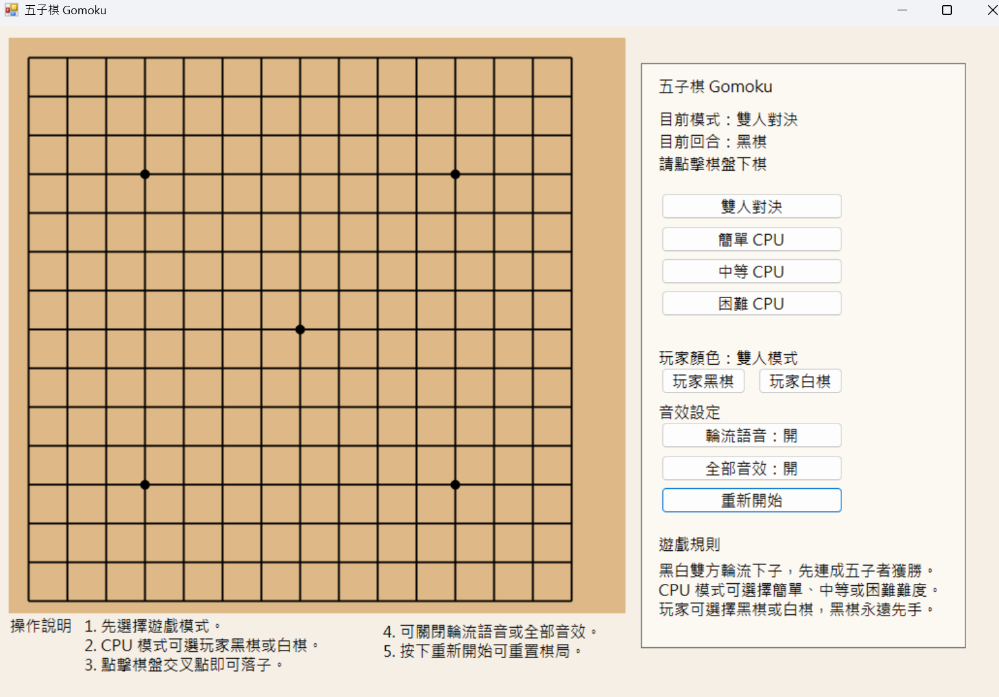 五子棋 Gomoku
五子棋 Gomoku
目前模式：雙人對決
目前回合：黑棋
請點擊棋盤下棋
雙人對決
簡單 CPU
中等 CPU
困難 CPU
玩家顏色：雙人模式
玩家黑棋
玩家白棋
音效設定
輪流語音：開
全部音效：開
重新開始
遊戲規則
黑白雙方輪流下子，先連成五子者獲勝。
CPU 模式可選擇簡單、中等或困難難度。
玩家可選擇黑棋或白棋，黑棋永遠先手。
操作說明
1. 先選擇遊戲模式。
2. CPU 模式可選玩家黑棋或白棋。
3. 點擊棋盤交叉點即可落子。
4. 可關閉輪流語音或全部音效。
5. 按下重新開始可重置棋局。